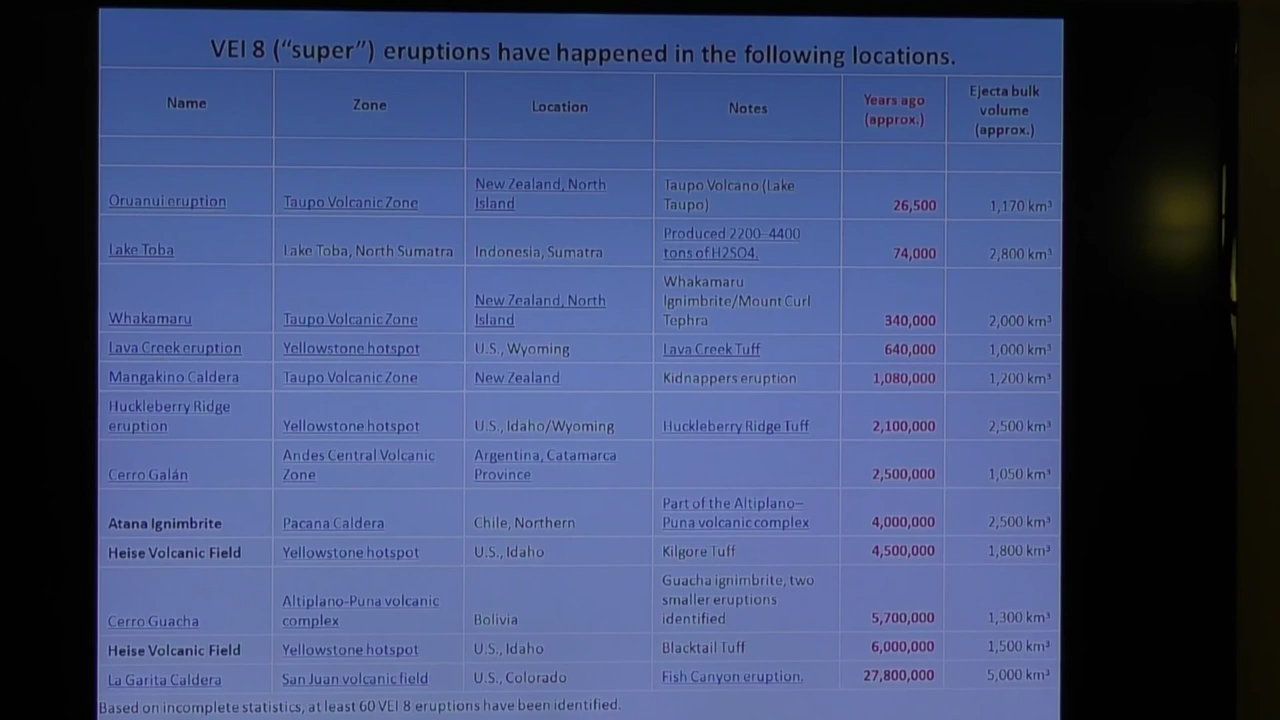 VEI 8 ("super") eruptions have happened in the following locations.
Name Zone Location Notes Years ago (approx.) Ejecta bulk volume (approx.)
Oruanui eruption Taupo Volcanic Zone New Zealand, North Island Taupo Volcano (Lake Taupo) 26,500 1,170 km³
Lake Toba Lake Toba, North Sumatra Indonesia, Sumatra Produced 2200–4400 tons of H2SO4. 74,000 2,800 km³
Whakamaru Taupo Volcanic Zone New Zealand, North Island Whakamaru Ignimbrite/Mount Curl Tephra 340,000 2,000 km³
Lava Creek eruption Yellowstone hotspot U.S., Wyoming Lava Creek Tuff 640,000 1,000 km³
Mangakino Caldera Taupo Volcanic Zone New Zealand Kidnappers eruption 1,080,000 1,200 km³
Huckleberry Ridge eruption Yellowstone hotspot U.S., Idaho/Wyoming Huckleberry Ridge Tuff 2,100,000 2,500 km³
Cerro Galán Andes Central Volcanic Zone Argentina, Catamarca Province 2,500,000 1,050 km³
Atana Ignimbrite Pacana Caldera Chile, Northern Part of the Altiplano–Puna volcanic complex 4,000,000 2,500 km³
Heise Volcanic Field Yellowstone hotspot U.S., Idaho Kilgore Tuff 4,500,000 1,800 km³
Cerro Guacha Altiplano-Puna volcanic complex Bolivia Guacha ignimbrite, two smaller eruptions identified 5,700,000 1,300 km³
Heise Volcanic Field Yellowstone hotspot U.S., Idaho Blacktail Tuff 6,000,000 1,500 km³
La Garita Caldera San Juan volcanic field U.S., Colorado Fish Canyon eruption. 27,800,000 5,000 km³
Based on incomplete statistics, at least 60 VEI 8 eruptions have been identified.